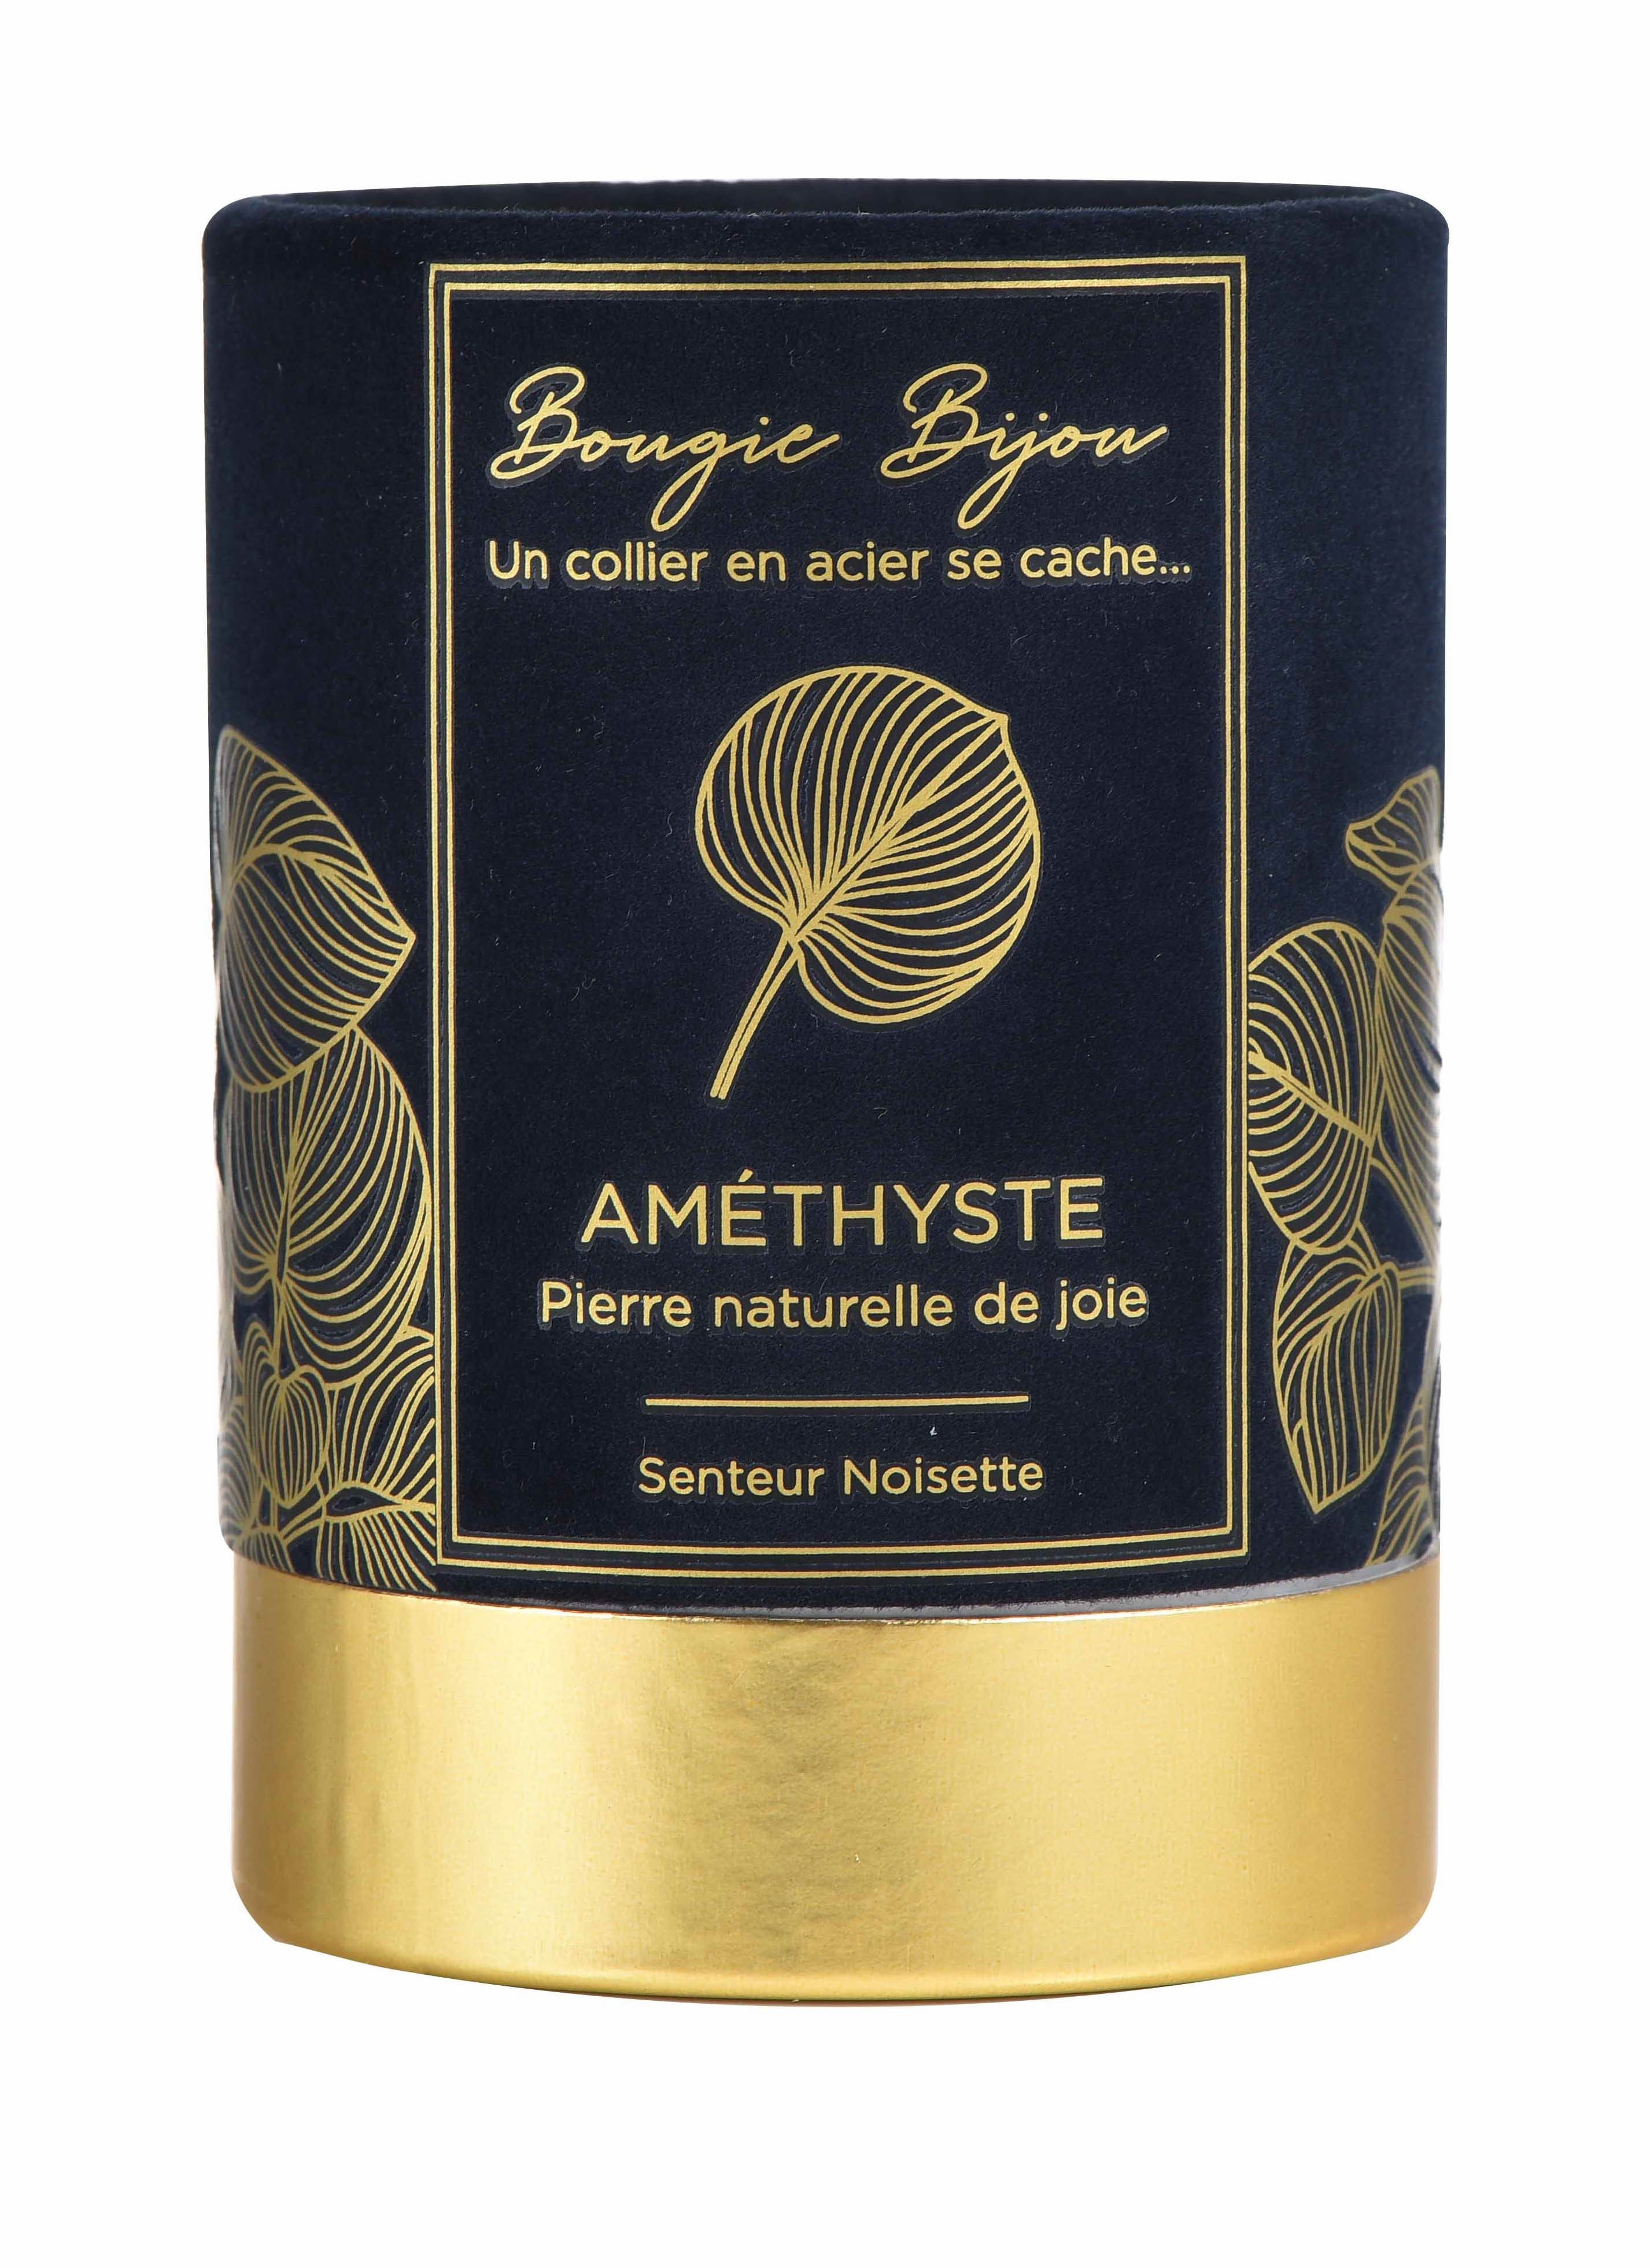 Bougie Bijou
Un collier en acier se cache...
AMÉTHYSTE
Pierre naturelle de joie
Senteur Noisette